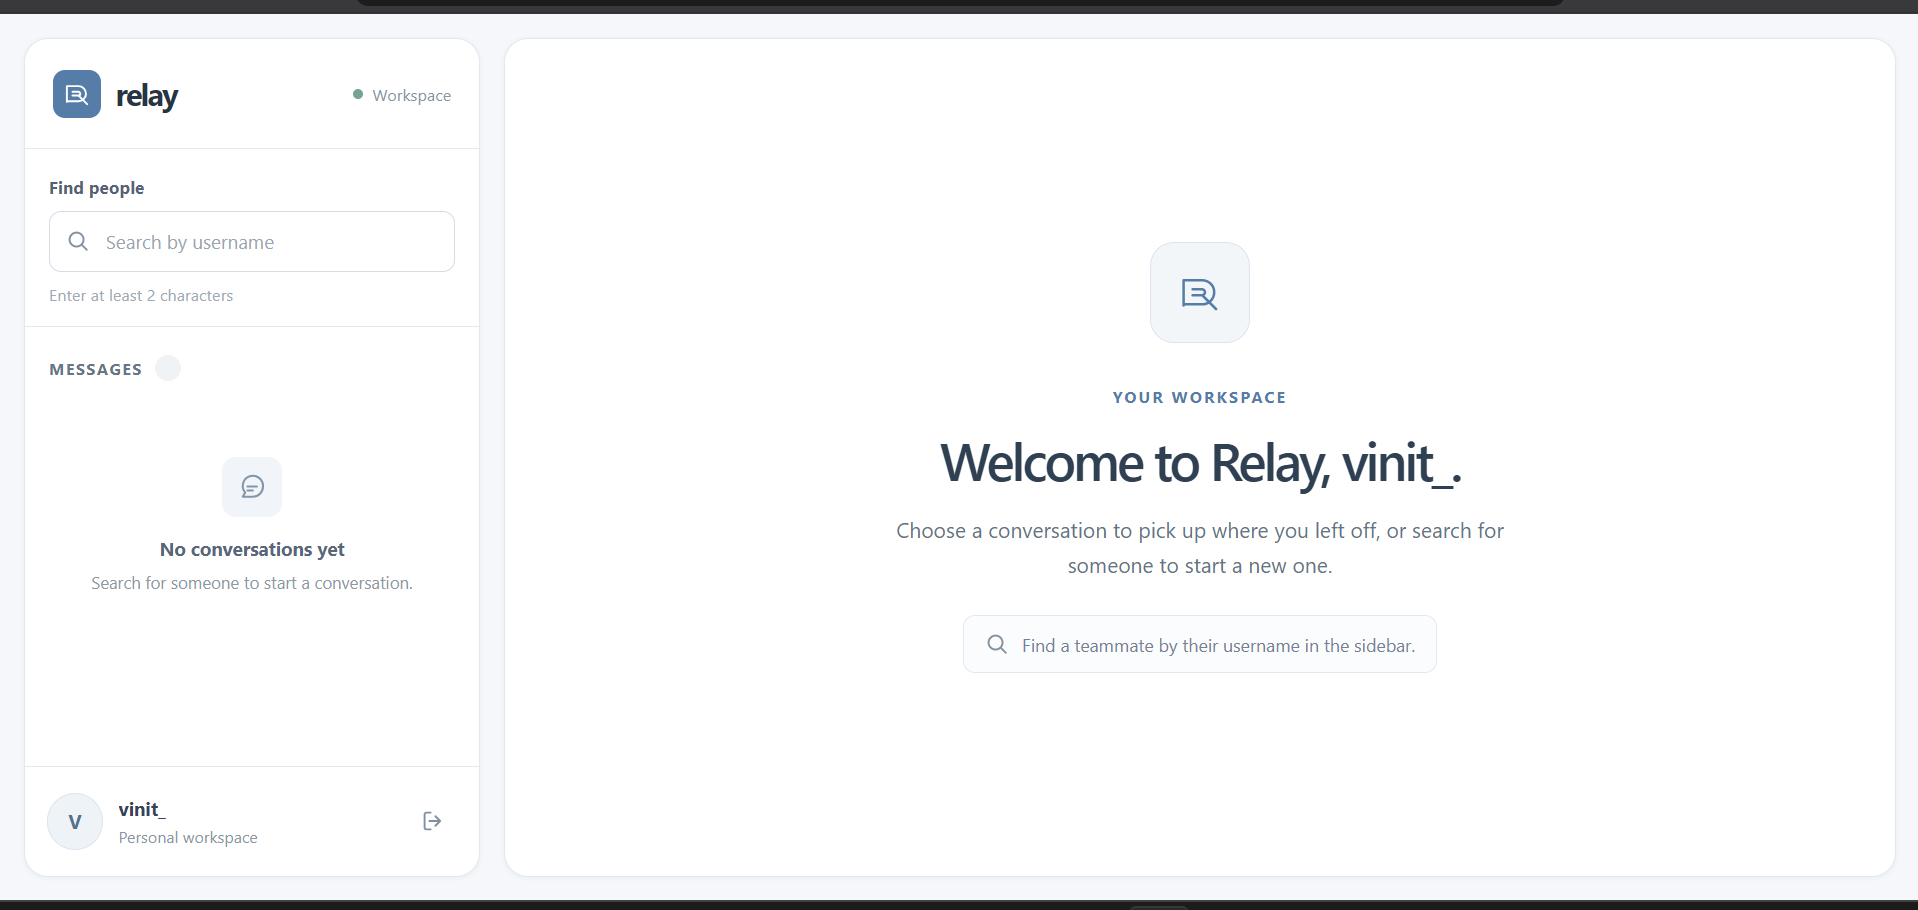 relay
Workspace
Find people
Search by username
Enter at least 2 characters
MESSAGES
No conversations yet
Search for someone to start a conversation.
V
vinit_
Personal workspace
YOUR WORKSPACE
Welcome to Relay, vinit_.
Choose a conversation to pick up where you left off, or search for
someone to start a new one.
Find a teammate by their username in the sidebar.